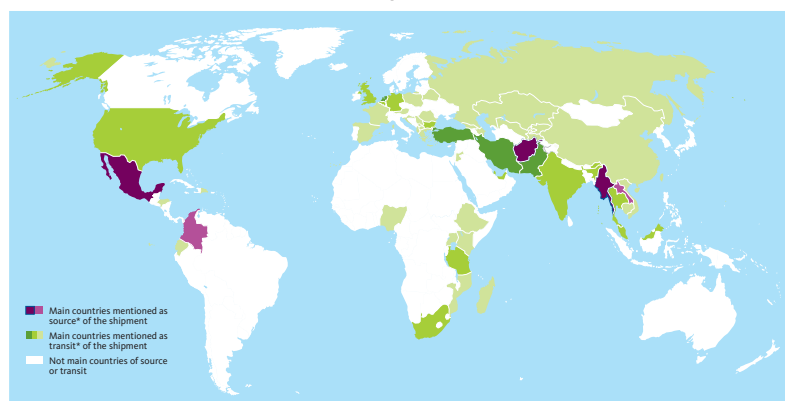 Main countries mentioned as
source* of the shipment
Main countries mentioned as
transit* of the shipment
Not main countries of source
or transit